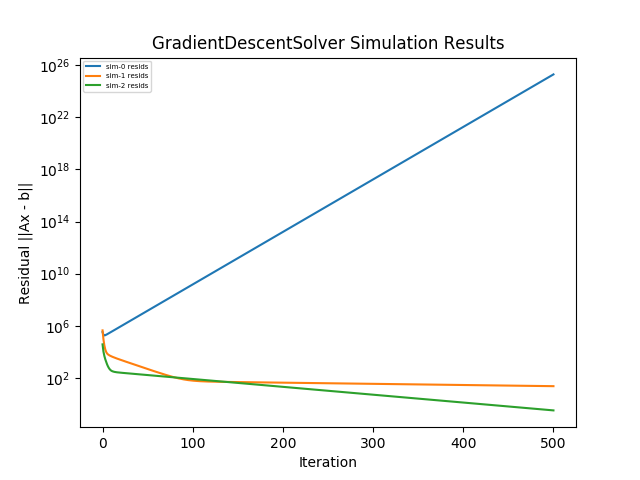 GradientDescentSolver Simulation Results
10^26
10^22
10^18
10^14
10^10
10^6
10^2
Residual ||Ax - b||
sim-0 resids
sim-1 resids
sim-2 resids
0 100 200 300 400 500
Iteration